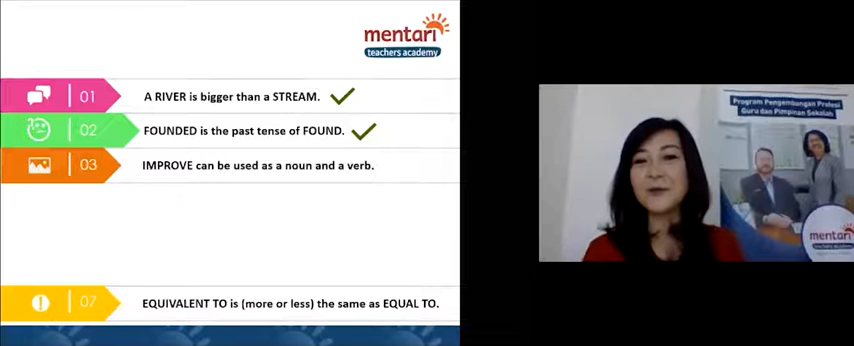 mentari
teachers academy
01
A RIVER is bigger than a STREAM.
02
FOUNDED is the past tense of FOUND.
03
IMPROVE can be used as a noun and a verb.
07
EQUIVALENT TO is (more or less) the same as EQUAL TO.
Program Pengembangan Profesi
Guru dan Pimpinan Sekolah
mentari
teachers academy